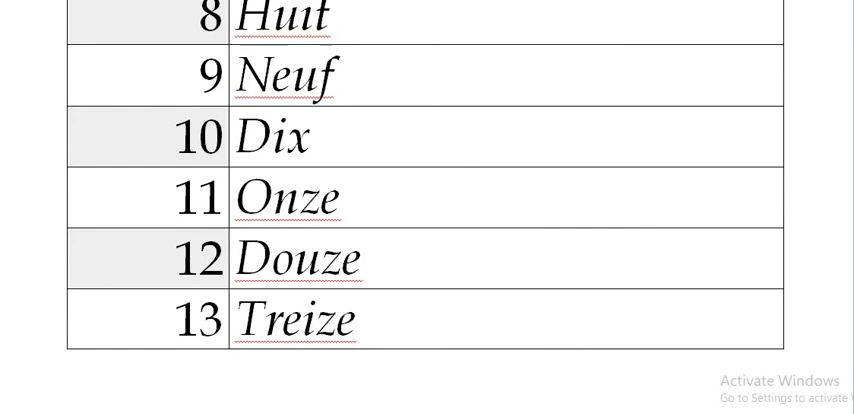 8 Huit
9 Neuf
10 Dix
11 Onze
12 Douze
13 Treize
Activate Windows
Go to Settings to activate